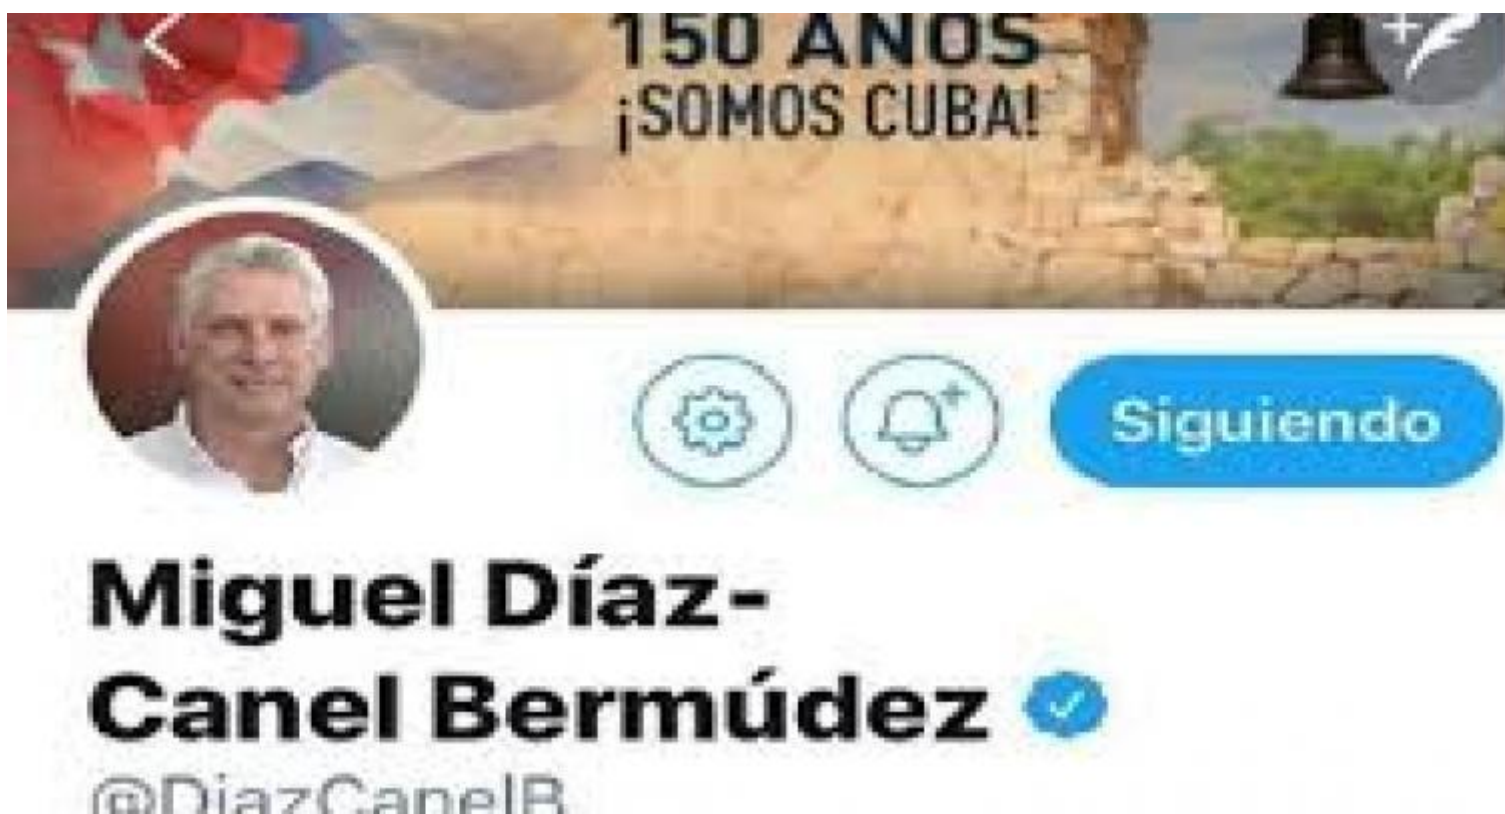 150 AÑOS
¡SOMOS CUBA!
Siguiendo
Miguel Díaz-
Canel Bermúdez
@DiazCanelB